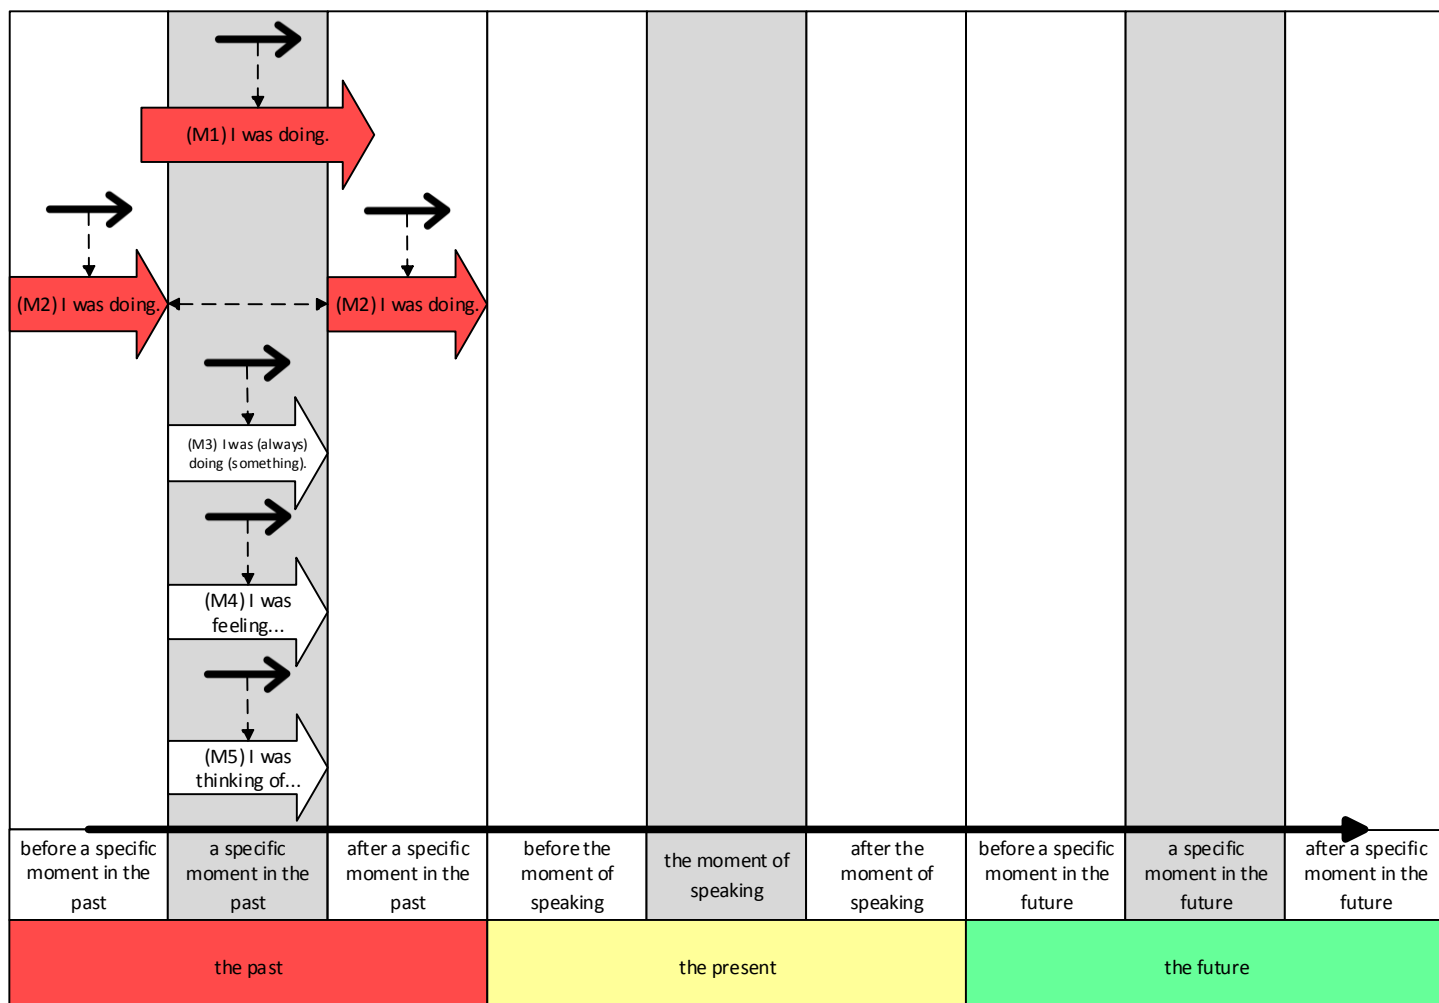 (M1) I was doing.
(M2) I was doing.
(M2) I was doing.
(M3) I was (always)
doing (something).
(M4) I was
feeling...
(M5) I was
thinking of...
before a specific
moment in the
past
a specific
moment in the
past
after a specific
moment in the
past
before the
moment of
speaking
the moment of
speaking
after the
moment of
speaking
before a specific
moment in the
future
a specific
moment in the
future
after a specific
moment in the
future
the past
the present
the future